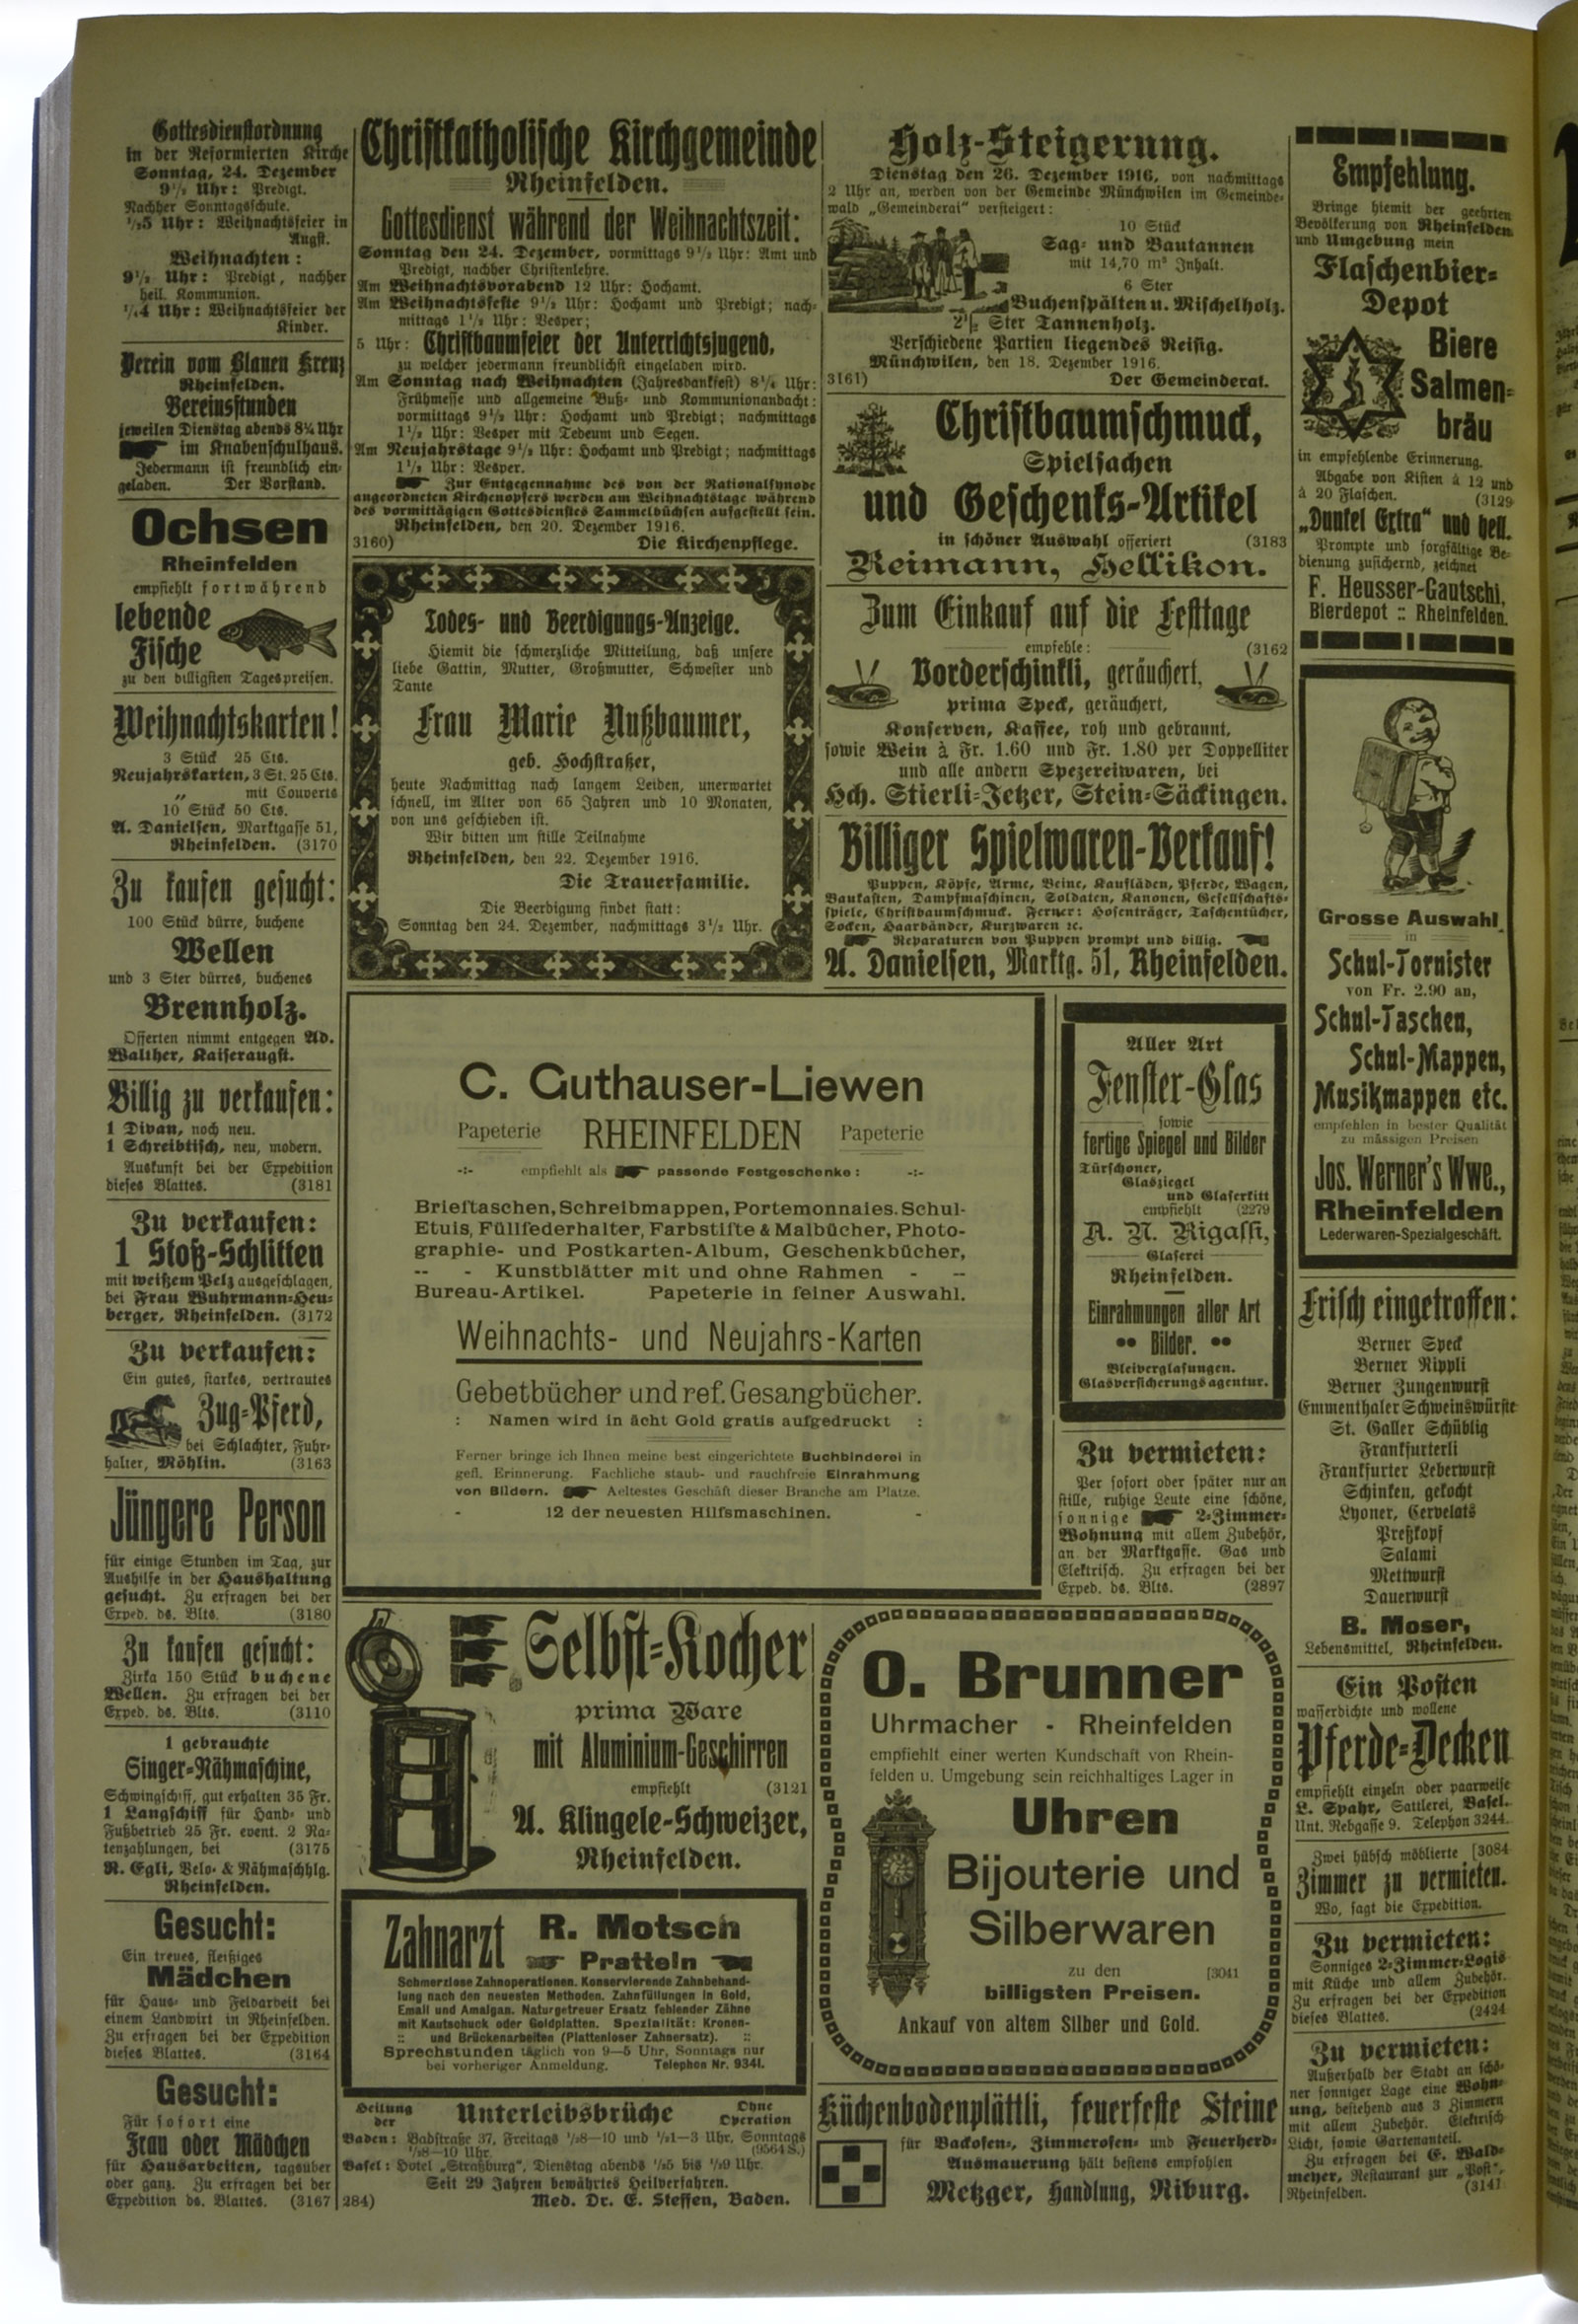 Gottesdienstordnung
in der Reformierten Kirche
Sonntag, 24. Dezember
9½ Uhr: Predigt.
Nachher Sonntagsschule.
½5 Uhr: Weihnachtsfeier in
Augst.
Weihnachten:
9½ Uhr: Predigt, nachher
heil. Kommunion.
¼4 Uhr: Weihnachtsfeier der
Kinder.
Verein vom Blauen Kreuz
Rheinfelden.
Vereinsstunden
jeweilen Dienstag abends 8¼ Uhr
im Knabenschulhaus.
Jedermann ist freundlich ein-
geladen. Der Vorstand.
Ochsen
Rheinfelden
empfiehlt fortwährend
lebende
Fische
zu den billigsten Tagespreisen.
Weihnachtskarten!
3 Stück 25 Cts.
Neujahrskarten, 3 St. 25 Cts.
„ mit Couverts
10 Stück 50 Cts.
A. Danielsen, Marktgasse 51,
Rheinfelden. (3170
Zu kaufen gesucht:
100 Stück dürre, buchene
Wellen
und 3 Ster dürres, buchenes
Brennholz.
Offerten nimmt entgegen Ad.
Walther, Kaiseraugst.
Billig zu verkaufen:
1 Divan, noch neu.
1 Schreibtisch, neu, modern.
Auskunft bei der Expedition
dieses Blattes. (3181
Zu verkaufen:
1 Stoß-Schlitten
mit weißem Pelz ausgeschlagen,
bei Frau Wuhrmann-Heu-
berger, Rheinfelden. (3172
Zu verkaufen:
Ein gutes, starkes, vertrautes
Zug-Pferd,
bei Schlachter, Fuhr-
halter, Möhlin. (3163
Jüngere Person
für einige Stunden im Tag, zur
Aushilfe in der Haushaltung
gesucht. Zu erfragen bei der
Exped. ds. Blts. (3180
Zu kaufen gesucht:
Zirka 150 Stück buchene
Wellen. Zu erfragen bei der
Exped. ds. Blts. (3110
1 gebrauchte
Singer-Nähmaschine,
Schwingschiff, gut erhalten 35 Fr.
1 Langschiff für Hand- und
Fußbetrieb 25 Fr. event. 2 Ra-
tenzahlungen, bei (3175
R. Egli, Velo- & Nähmaschhlg.
Rheinfelden.
Gesucht:
Ein treues, fleißiges
Mädchen
für Haus- und Feldarbeit bei
einem Landwirt in Rheinfelden.
Zu erfragen bei der Expedition
dieses Blattes. (3164
Gesucht:
Für sofort eine
Frau oder Mädchen
für Hausarbeiten, tagsüber
oder ganz. Zu erfragen bei der
Expedition ds. Blattes. (3167
Christkatholische Kirchgemeinde
Rheinfelden.
Gottesdienst während der Weihnachtszeit:
Sonntag den 24. Dezember, vormittags 9½ Uhr: Amt und
Predigt, nachher Christenlehre.
Am Weihnachtsvorabend 12 Uhr: Hochamt.
Am Weihnachtsfeste 9½ Uhr: Hochamt und Predigt; nach-
mittags 1½ Uhr: Vesper;
5 Uhr: Christbaumfeier der Unterrichtsjugend,
zu welcher jedermann freundlichst eingeladen wird.
Am Sonntag nach Weihnachten (Jahresdankfest) 8¼ Uhr:
Frühmesse und allgemeine Buß- und Kommunionandacht:
vormittags 9½ Uhr: Hochamt und Predigt; nachmittags
1½ Uhr: Vesper mit Tedeum und Segen.
Am Neujahrstage 9½ Uhr: Hochamt und Predigt; nachmittags
1½ Uhr: Vesper.
Zur Entgegennahme des von der Nationalsynode
angeordneten Kirchenopfers werden am Weihnachtstage während
des vormittägigen Gottesdienstes Sammelbüchsen aufgestellt sein.
Rheinfelden, den 20. Dezember 1916.
3160) Die Kirchenpflege.
Todes- und Beerdigungs-Anzeige.
Hiemit die schmerzliche Mitteilung, daß unsere
liebe Gattin, Mutter, Großmutter, Schwester und
Tante
Frau Marie Nußbaumer,
geb. Hochstraßer,
heute Nachmittag nach langem Leiden, unerwartet
schnell, im Alter von 65 Jahren und 10 Monaten,
von uns geschieden ist.
Wir bitten um stille Teilnahme
Rheinfelden, den 22. Dezember 1916.
Die Trauerfamilie.
Die Beerdigung findet statt:
Sonntag den 24. Dezember, nachmittags 3½ Uhr.
Holz-Steigerung.
Dienstag den 26. Dezember 1916, von nachmittags
2 Uhr an, werden von der Gemeinde Münchwilen im Gemeinde-
wald „Gemeinderai“ versteigert:
10 Stück
Sag- und Bautannen
mit 14,70 m³ Inhalt.
6 Ster
Buchenspälten u. Mischelholz.
2½ Ster Tannenholz.
Verschiedene Partien liegendes Reisig.
Münchwilen, den 18. Dezember 1916.
3161) Der Gemeinderat.
Christbaumschmuck,
Spielsachen
und Geschenks-Artikel
in schöner Auswahl offeriert (3183
Reimann, Hellikon.
Zum Einkauf auf die Festtage
empfehle: (3162
Vorderschinkli, geräuchert,
prima Speck, geräuchert,
Konserven, Kaffee, roh und gebrannt,
sowie Wein à Fr. 1.60 und Fr. 1.80 per Doppelliter
und alle andern Spezereiwaren, bei
Hch. Stierli-Jetzer, Stein-Säckingen.
Billiger Spielwaren-Verkauf!
Puppen, Köpfe, Arme, Beine, Kaufläden, Pferde, Wagen,
Baukasten, Dampfmaschinen, Soldaten, Kanonen, Gesellschafts-
spiele, Christbaumschmuck. Ferner: Hosenträger, Taschentücher,
Socken, Haarbänder, Kurzwaren ꝛc.
Reparaturen von Puppen prompt und billig.
A. Danielsen, Marktg. 51, Rheinfelden.
C. Guthauser-Liewen
Papeterie RHEINFELDEN Papeterie
-:- empfiehlt als passende Festgeschenke: -:-
Brieftaschen, Schreibmappen, Portemonnaies. Schul-
Etuis, Füllfederhalter, Farbstifte & Malbücher, Photo-
graphie- und Postkarten-Album, Geschenkbücher,
-- - Kunstblätter mit und ohne Rahmen - --
Bureau-Artikel. Papeterie in feiner Auswahl.
Weihnachts- und Neujahrs-Karten
Gebetbücher und ref. Gesangbücher.
: Namen wird in ächt Gold gratis aufgedruckt :
Ferner bringe ich Ihnen meine best eingerichtete Buchbinderei in
gefl. Erinnerung. Fachliche staub- und rauchfreie Einrahmung
von Bildern. Aeltestes Geschäft dieser Branche am Platze.
- 12 der neuesten Hilfsmaschinen. -
Aller Art
Fenster-Glas
sowie
fertige Spiegel und Bilder
Türschoner,
Glasziegel
und Glaserkitt
empfiehlt (2279
A. N. Rigassi,
Glaserei
Rheinfelden.
Einrahmungen aller Art
•• Bilder. ••
Bleiverglasungen.
Glasversicherungsagentur.
Zu vermieten:
Per sofort oder später nur an
stille, ruhige Leute eine schöne,
sonnige 2-Zimmer-
Wohnung mit allem Zubehör,
an der Marktgasse. Gas und
Elektrisch. Zu erfragen bei der
Exped. ds. Blts. (2897
Selbst-Kocher
prima Ware
mit Aluminium-Geschirren
empfiehlt (3121
A. Klingele-Schweizer,
Rheinfelden.
Zahnarzt R. Motsch
Pratteln
Schmerzlose Zahnoperationen. Konservierende Zahnbehand-
lung nach den neuesten Methoden. Zahnfüllungen in Gold,
Email und Amalgan. Naturgetreuer Ersatz fehlender Zähne
mit Kautschuck oder Goldplatten. Spezialität: Kronen-
:: und Brückenarbeiten (Plattenloser Zahnersatz). ::
Sprechstunden täglich von 9—5 Uhr, Sonntags nur
bei vorheriger Anmeldung. Telephon Nr. 934l.
Heilung der Unterleibsbrüche Ohne Operation
Baden: Badstraße 37, Freitags ½8—10 und ½1—3 Uhr, Sonntags
½8—10 Uhr. (9564 S.)
Basel: Hotel „Straßburg“, Dienstag abends ½5 bis ½9 Uhr.
Seit 29 Jahren bewährtes Heilverfahren.
284) Med. Dr. E. Steffen, Baden.
O. Brunner
Uhrmacher - Rheinfelden
empfiehlt einer werten Kundschaft von Rhein-
felden u. Umgebung sein reichhaltiges Lager in
Uhren
Bijouterie und
Silberwaren
zu den [3041
billigsten Preisen.
Ankauf von altem Silber und Gold.
Küchenbodenplättli, feuerfeste Steine
für Backofen-, Zimmerofen- und Feuerherd-
Ausmauerung hält bestens empfohlen
Metzger, Handlung, Riburg.
Empfehlung.
Bringe hiemit der geehrten
Bevölkerung von Rheinfelden
und Umgebung mein
Flaschenbier-
Depot
Biere
Salmen-
bräu
in empfehlende Erinnerung.
Abgabe von Kisten à 12 und
à 20 Flaschen. (3129
„Dunkel Extra“ und hell.
Prompte und sorgfältige Be-
dienung zusichernd, zeichnet
F. Heusser-Gautschi,
Bierdepot :: Rheinfelden.
Grosse Auswahl
in
Schul-Tornister
von Fr. 2.90 an,
Schul-Taschen,
Schul-Mappen,
Musikmappen etc.
empfehlen in bester Qualität
zu mässigen Preisen
Jos. Werner's Wwe.,
Rheinfelden
Lederwaren-Spezialgeschäft.
Frisch eingetroffen:
Berner Speck
Berner Rippli
Berner Zungenwurst
Emmenthaler Schweinswürste
St. Galler Schüblig
Frankfurterli
Frankfurter Leberwurst
Schinken, gekocht
Lyoner, Cervelats
Preßkopf
Salami
Mettwurst
Dauerwurst
B. Moser,
Lebensmittel, Rheinfelden.
Ein Posten
wasserdichte und wollene
Pferde-Decken
empfiehlt einzeln oder paarweise
L. Spahr, Sattlerei, Basel.
Unt. Rebgasse 9. Telephon 3244.
Zwei hübsch möblierte [3084
Zimmer zu vermieten.
Wo, sagt die Expedition.
Zu vermieten:
Sonniges 2-Zimmer-Logis
mit Küche und allem Zubehör.
Zu erfragen bei der Expedition
dieses Blattes. (2424
Zu vermieten:
Außerhalb der Stadt an schö-
ner sonniger Lage eine Wohn-
ung, bestehend aus 3 Zimmern
mit allem Zubehör. Elektrisch
Licht, sowie Gartenanteil.
Zu erfragen bei E. Wald-
meyer, Restaurant zur „Post“,
Rheinfelden. (3147